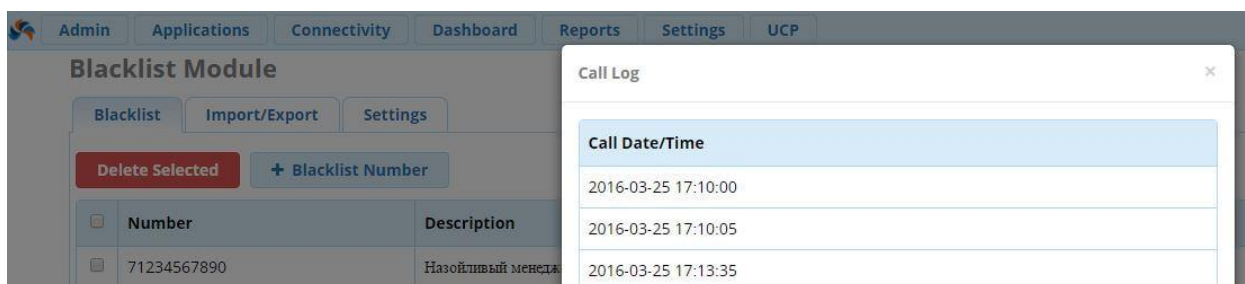 Admin Applications Connectivity Dashboard Reports Settings UCP
Blacklist Module
Blacklist Import/Export Settings
Delete Selected + Blacklist Number
Number Description
71234567890 Назойливый
Call Log ×
Call Date/Time
2016-03-25 17:10:00
2016-03-25 17:10:05
2016-03-25 17:13:35